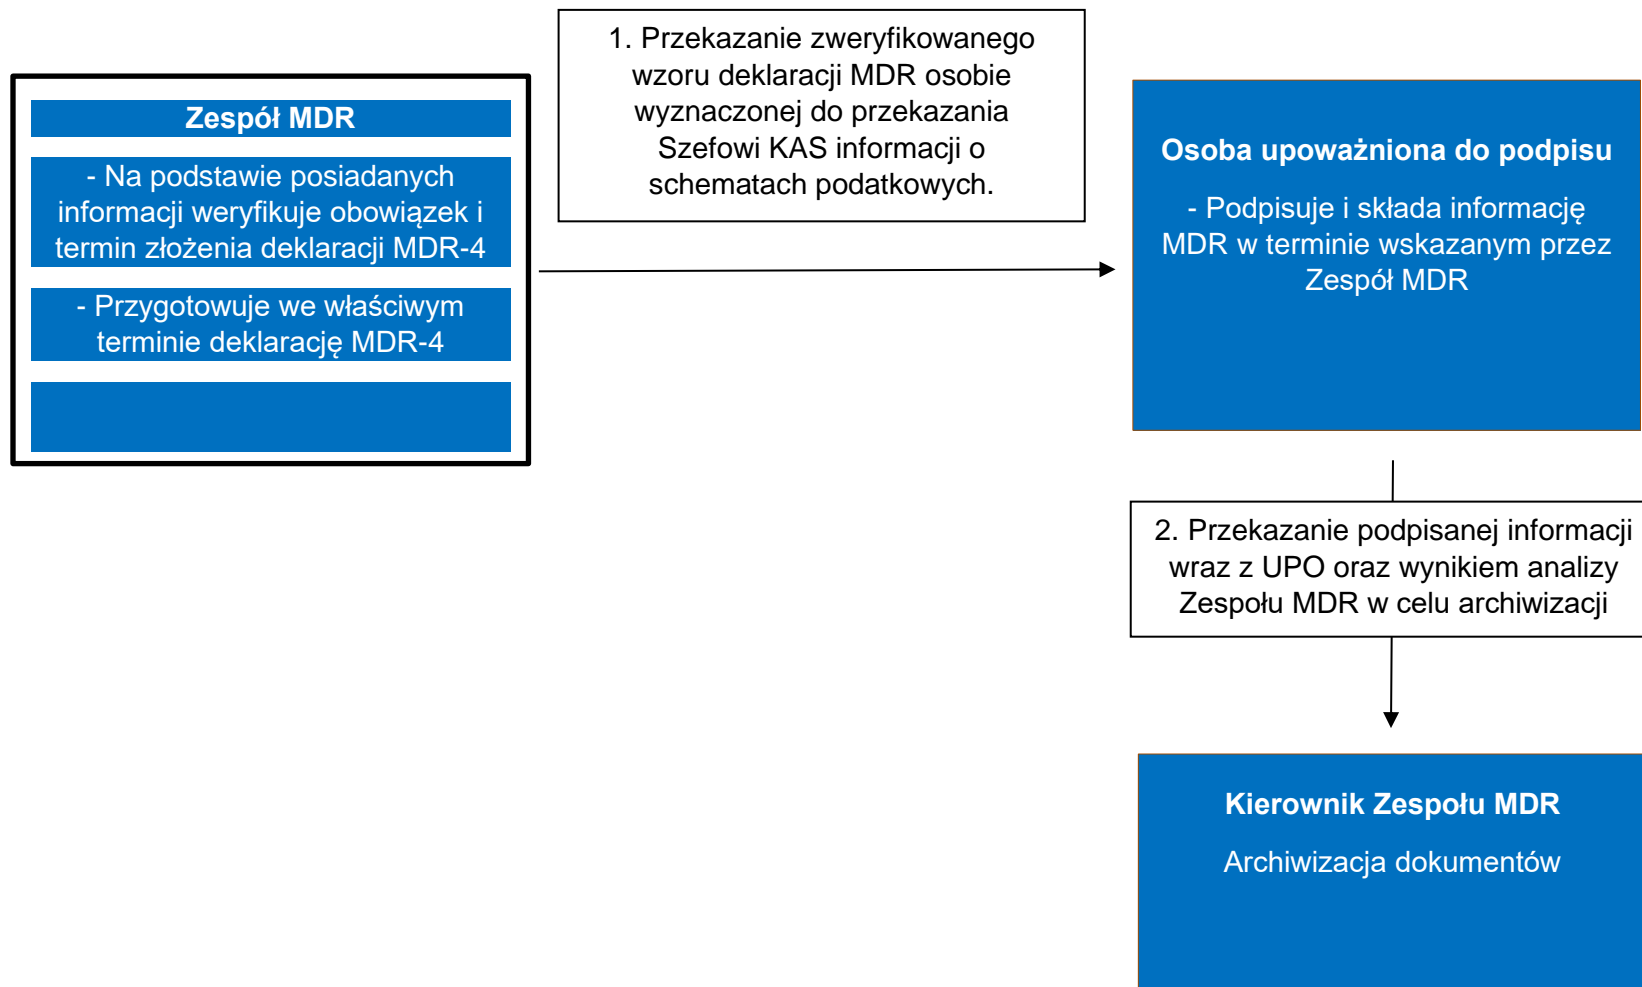 Zespół MDR
- Na podstawie posiadanych
informacji weryfikuje obowiązek i
termin złożenia deklaracji MDR-4
- Przygotowuje we właściwym
terminie deklarację MDR-4
1. Przekazanie zweryfikowanego
wzoru deklaracji MDR osobie
wyznaczonej do przekazania
Szefowi KAS informacji o
schematach podatkowych.
Osoba upoważniona do podpisu
- Podpisuje i składa informację
MDR w terminie wskazanym przez
Zespół MDR
2. Przekazanie podpisanej informacji
wraz z UPO oraz wynikiem analizy
Zespołu MDR w celu archiwizacji
Kierownik Zespołu MDR
Archiwizacja dokumentów